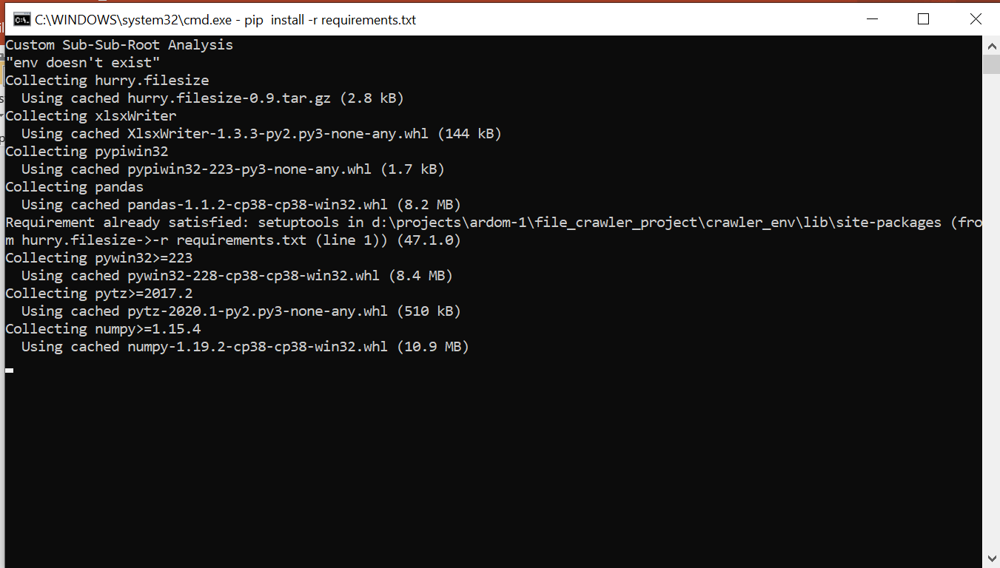 C:\WINDOWS\system32\cmd.exe - pip  install -r requirements.txt
Custom Sub-Sub-Root Analysis
"env doesn't exist"
Collecting hurry.filesize
  Using cached hurry.filesize-0.9.tar.gz (2.8 kB)
Collecting xlsxWriter
  Using cached XlsxWriter-1.3.3-py2.py3-none-any.whl (144 kB)
Collecting pypiwin32
  Using cached pypiwin32-223-py3-none-any.whl (1.7 kB)
Collecting pandas
  Using cached pandas-1.1.2-cp38-cp38-win32.whl (8.2 MB)
Requirement already satisfied: setuptools in d:\projects\ardom-1\file_crawler_project\crawler_env\lib\site-packages (fro
m hurry.filesize->-r requirements.txt (line 1)) (47.1.0)
Collecting pywin32>=223
  Using cached pywin32-228-cp38-cp38-win32.whl (8.4 MB)
Collecting pytz>=2017.2
  Using cached pytz-2020.1-py2.py3-none-any.whl (510 kB)
Collecting numpy>=1.15.4
  Using cached numpy-1.19.2-cp38-cp38-win32.whl (10.9 MB)